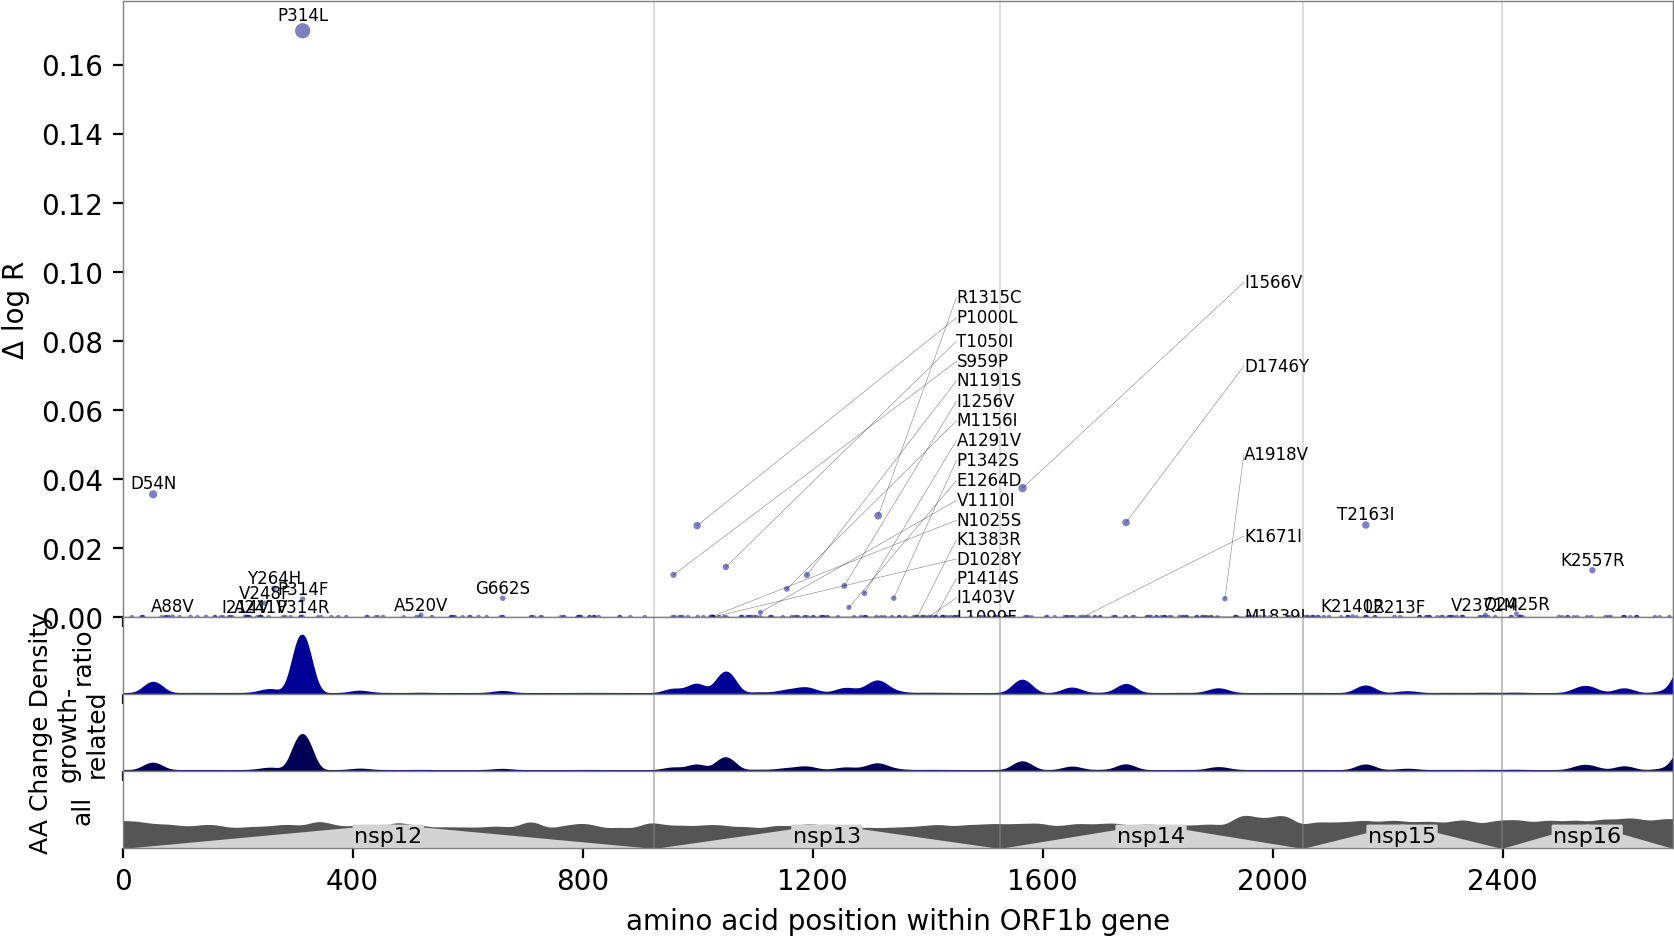 P314L
0.16
0.14
0.12
0.10
0.08
0.06
0.04
0.02
0.00
Δ log R
D54N
A88V
Y264H
V248F
P314F
P314R
A520V
G662S
R1315C
P1000L
T1050I
S959P
N1191S
I1256V
M1156I
A1291V
P1342S
E1264D
V1110I
N1025S
K1383R
D1028Y
P1414S
I1403V
I1566V
D1746Y
A1918V
K1671I
T2163I
K2557R
AA Change Density
ratio
growth-
related
all
nsp12
nsp13
nsp14
nsp15
nsp16
0
400
800
1200
1600
2000
2400
amino acid position within ORF1b gene